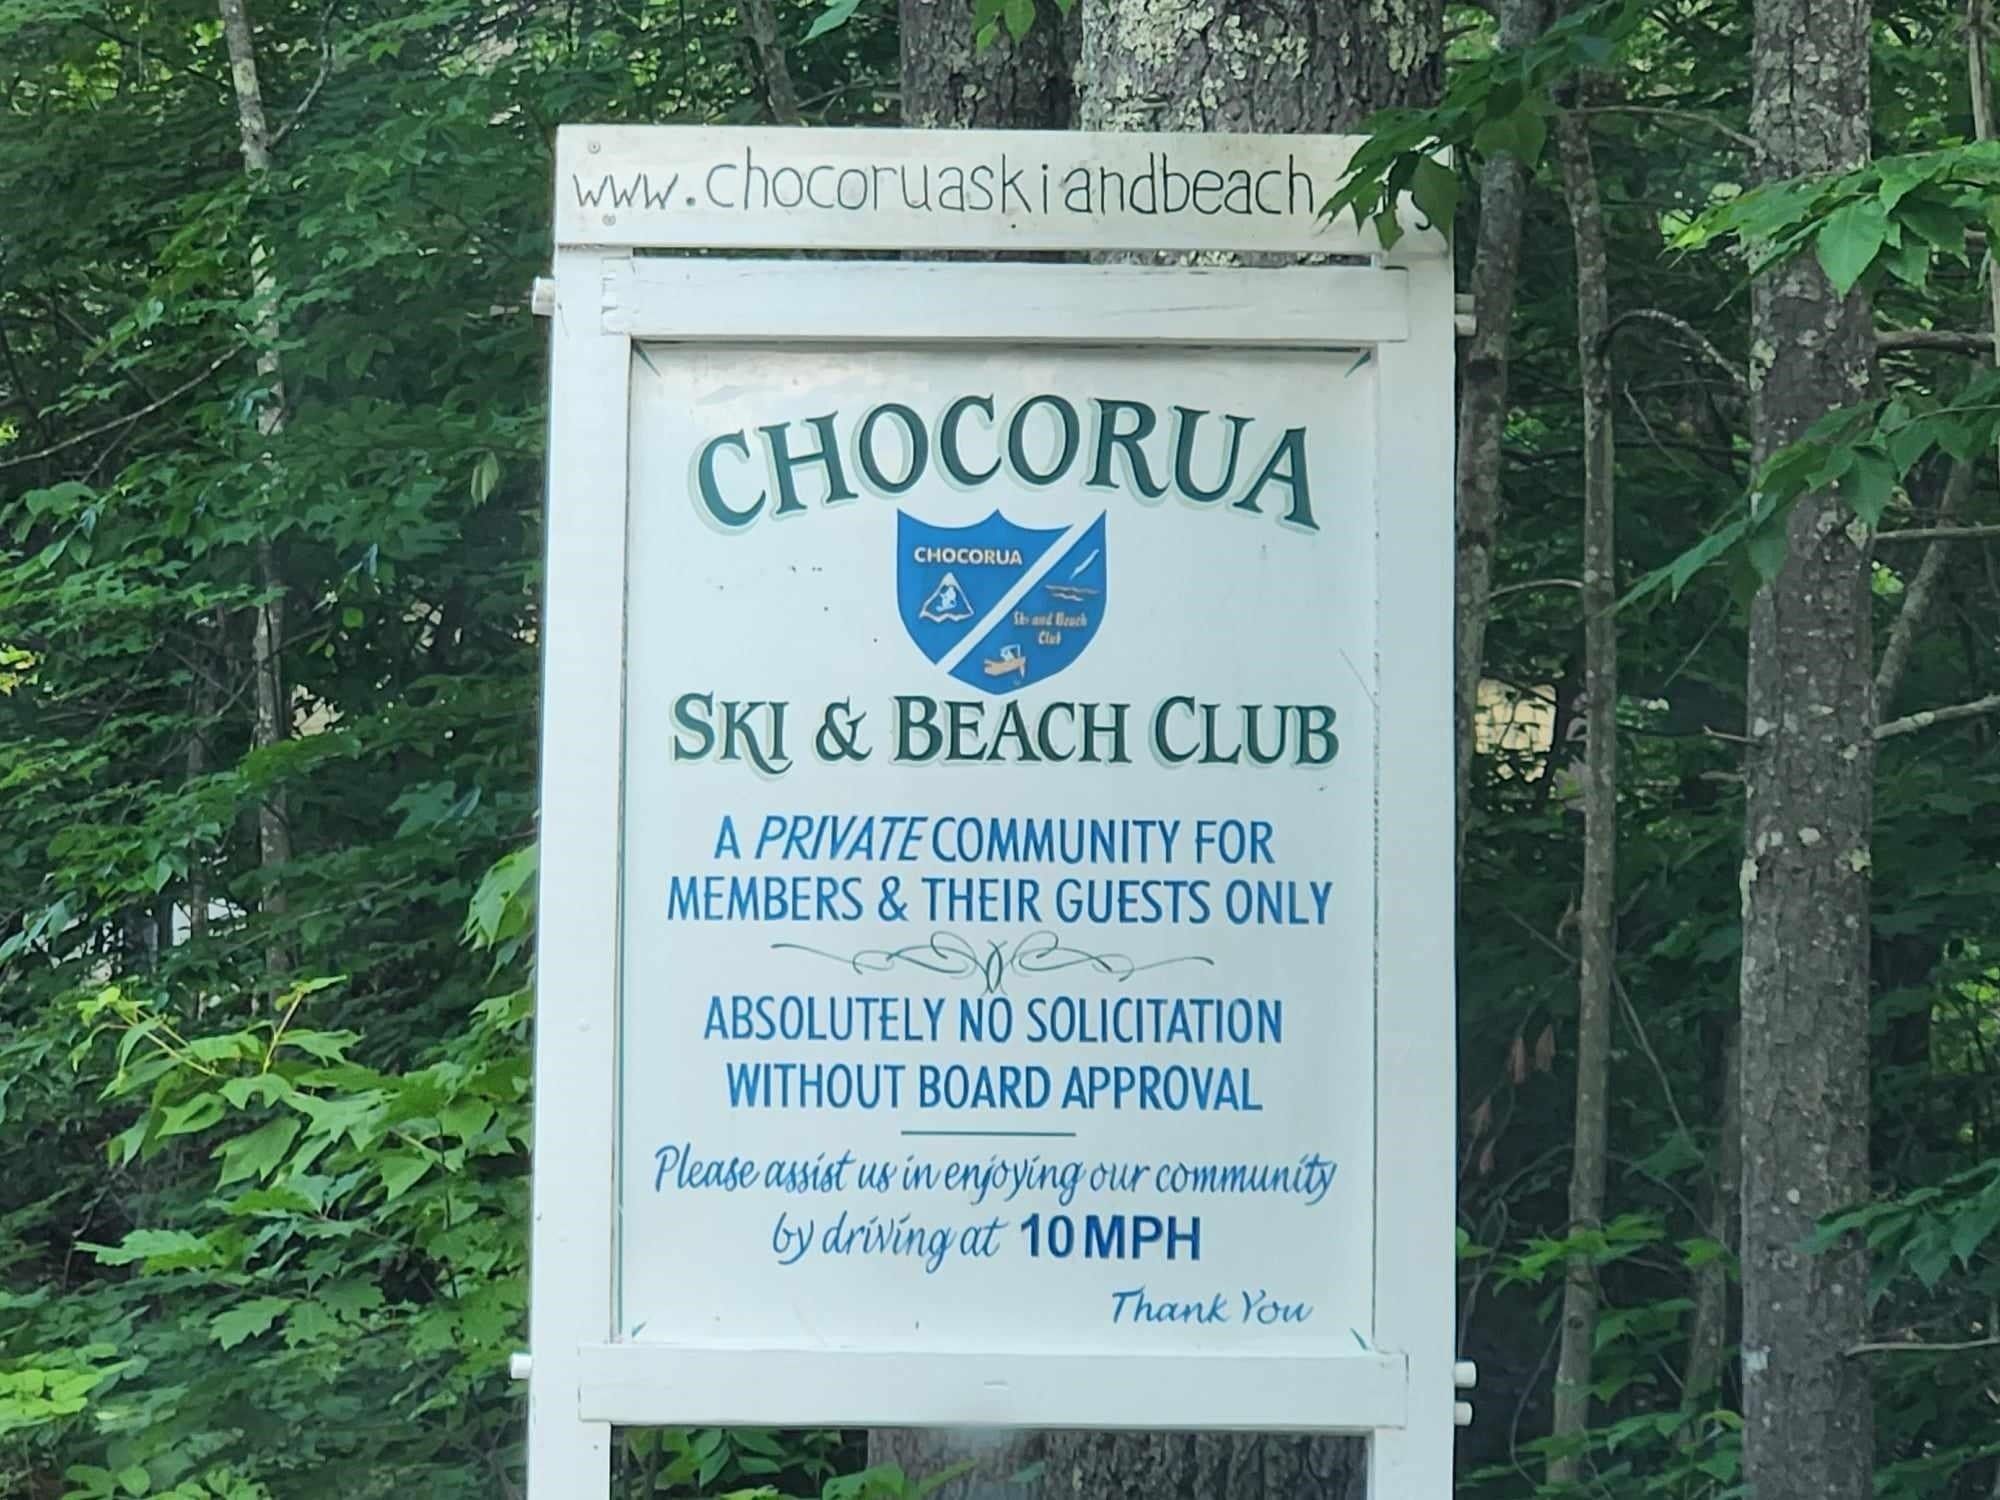 www.chocoruaskiandbeach.
CHOCORUA
CHOCORUA
Ski and Beach
Club
SKI & BEACH CLUB
A PRIVATE COMMUNITY FOR
MEMBERS & THEIR GUESTS ONLY
ABSOLUTELY NO SOLICITATION
WITHOUT BOARD APPROVAL
Please assist us in enjoying our community
by driving at 10 MPH
Thank You